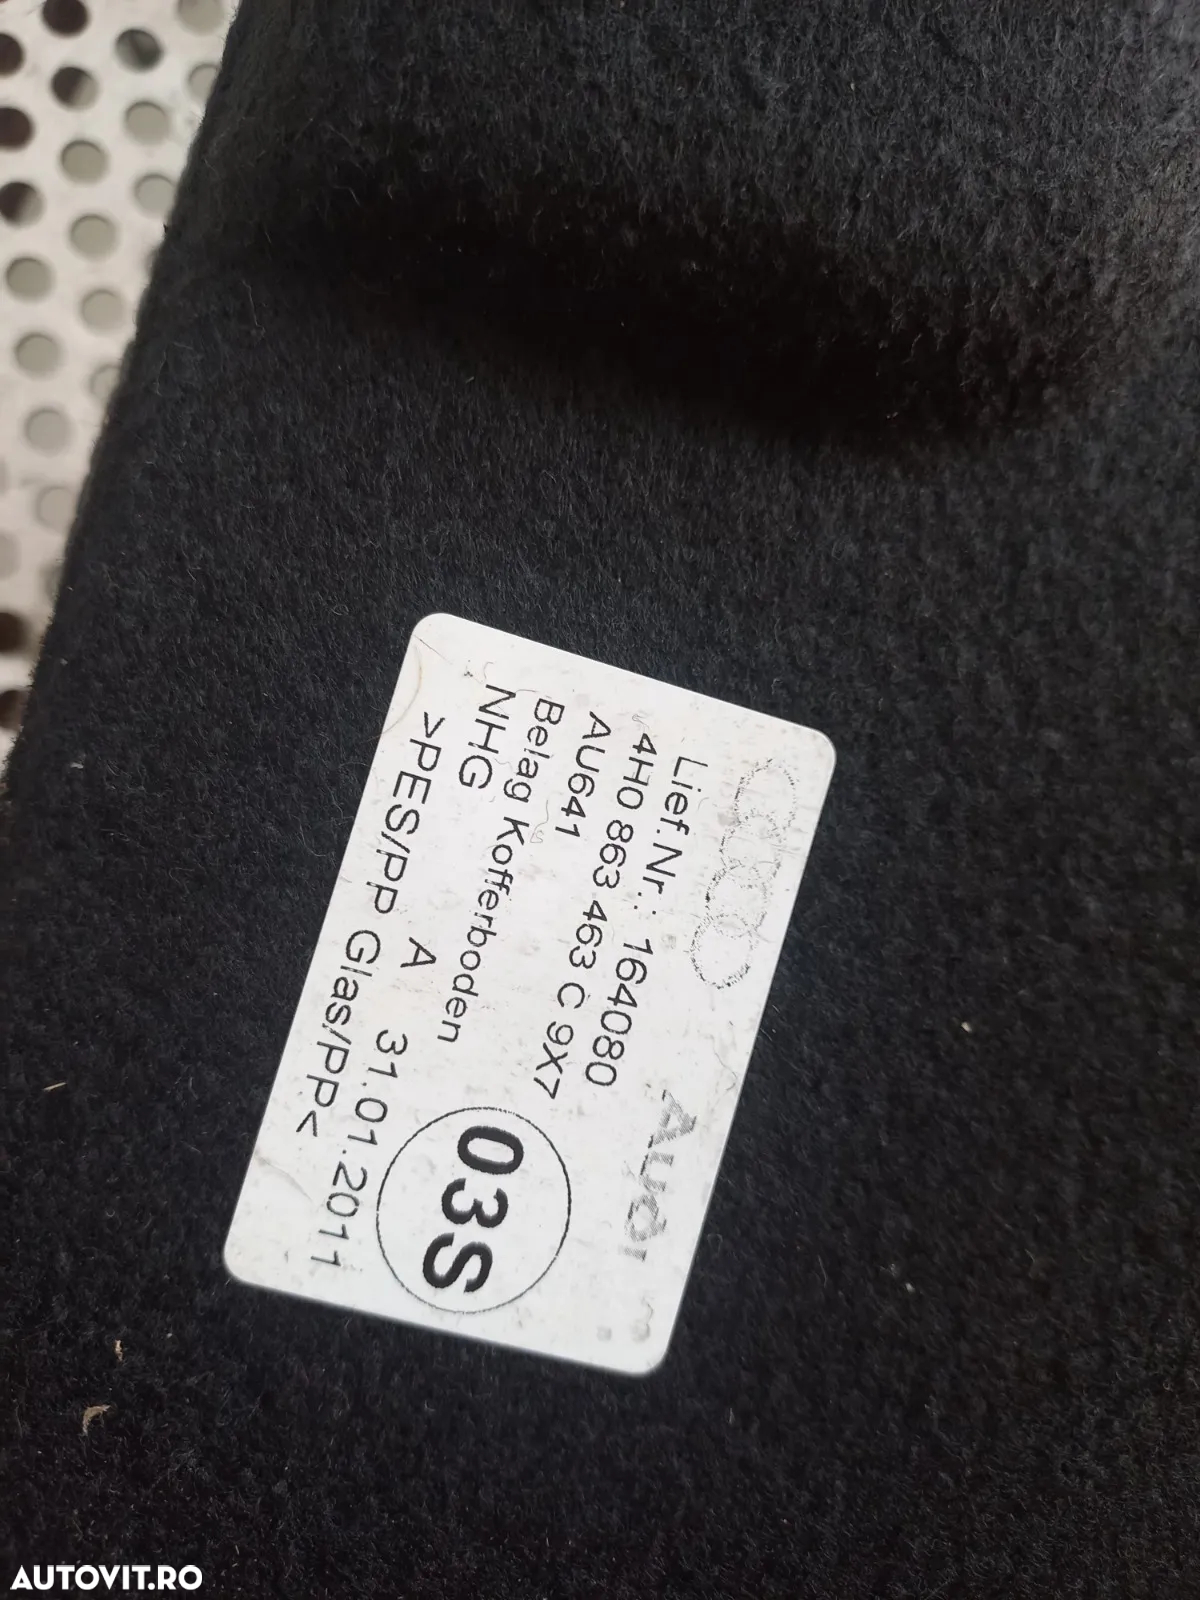 Audi
Lief.Nr.: 164080
4H0 863 463 C 9X7
AU641
Belag Kofferboden
NHG A 31.01.2011
>PES/PP Glas/PP<
03S
AUTOVIT.RO